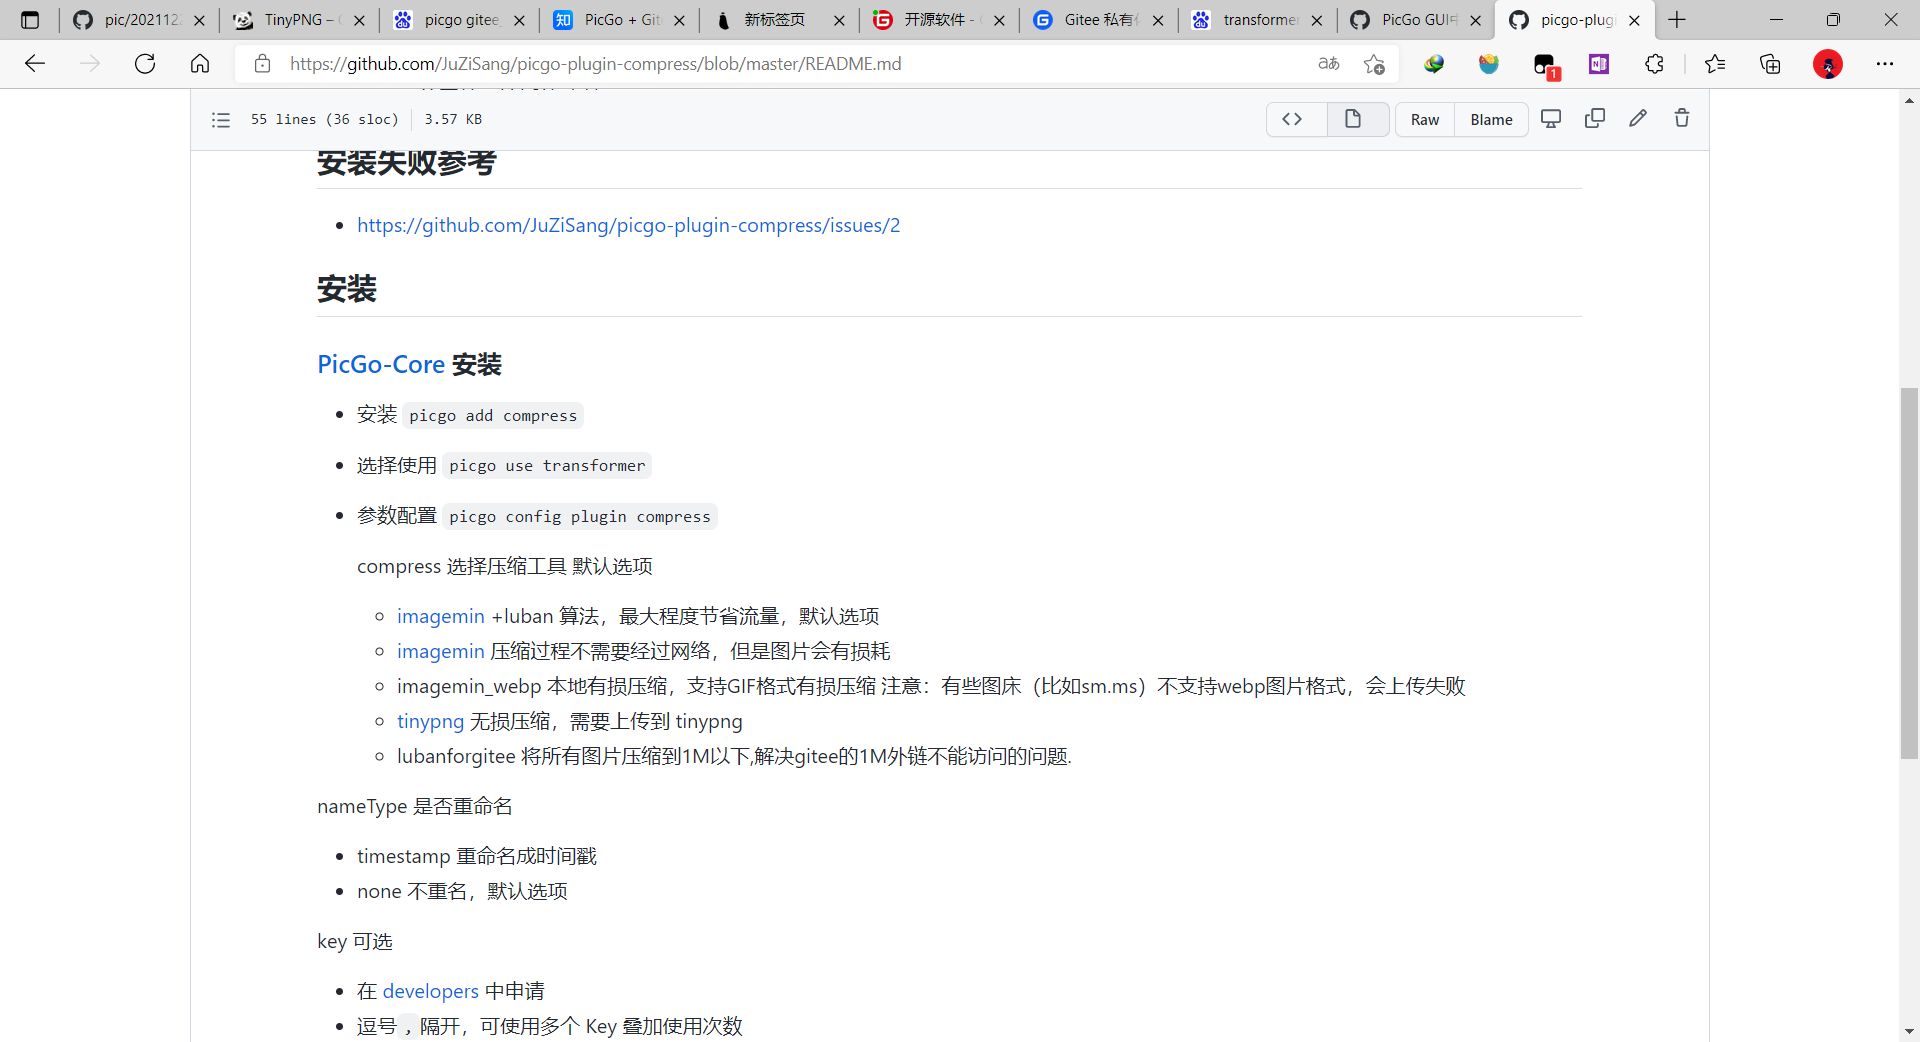 pic/2021122
TinyPNG –
picgo gitee
PicGo + Git
新标签页
开源软件 -
Gitee 私有
transformer
PicGo GUI
picgo-plug
https://github.com/JuZiSang/picgo-plugin-compress/blob/master/README.md
1
55 lines (36 sloc)
3.57 KB
Raw
Blame
安装失败参考
https://github.com/JuZiSang/picgo-plugin-compress/issues/2
安装
PicGo-Core 安装
安装 picgo add compress
选择使用 picgo use transformer
参数配置 picgo config plugin compress
compress 选择压缩工具 默认选项
imagemin +luban 算法，最大程度节省流量，默认选项
imagemin 压缩过程不需要经过网络，但是图片会有损耗
imagemin_webp 本地有损压缩，支持GIF格式有损压缩 注意：有些图床（比如sm.ms）不支持webp图片格式，会上传失败
tinypng 无损压缩，需要上传到 tinypng
lubanforgitee 将所有图片压缩到1M以下,解决gitee的1M外链不能访问的问题.
nameType 是否重命名
timestamp 重命名成时间戳
none 不重名，默认选项
key 可选
在 developers 中申请
逗号 , 隔开，可使用多个 Key 叠加使用次数